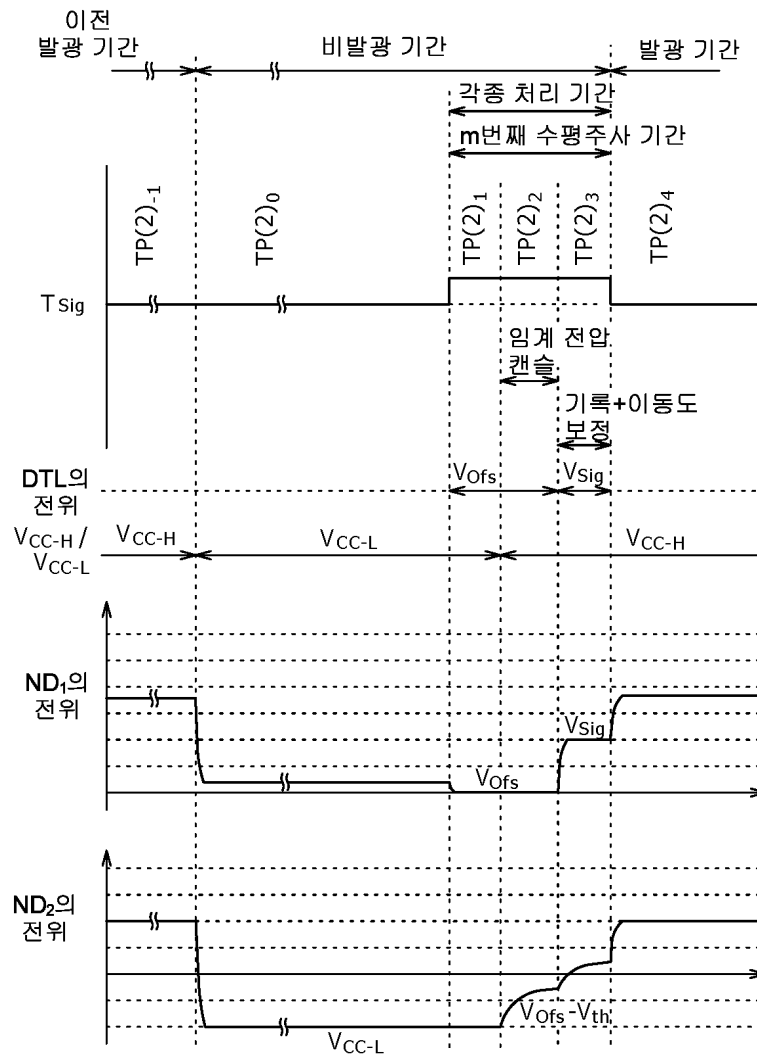 이전
발광 기간
비발광 기간
발광 기간
각종 처리 기간
m번째 수평주사 기간
TP(2)-1
TP(2)0
TP(2)1
TP(2)2
TP(2)3
TP(2)4
TSig
임계 전압
캔슬
기록+이동도
보정
DTL의
전위
VOfs
VSig
VCC-H /
VCC-L
VCC-H
VCC-L
VCC-H
ND1의
전위
VSig
VOfs
ND2의
전위
VOfs-Vth
VCC-L